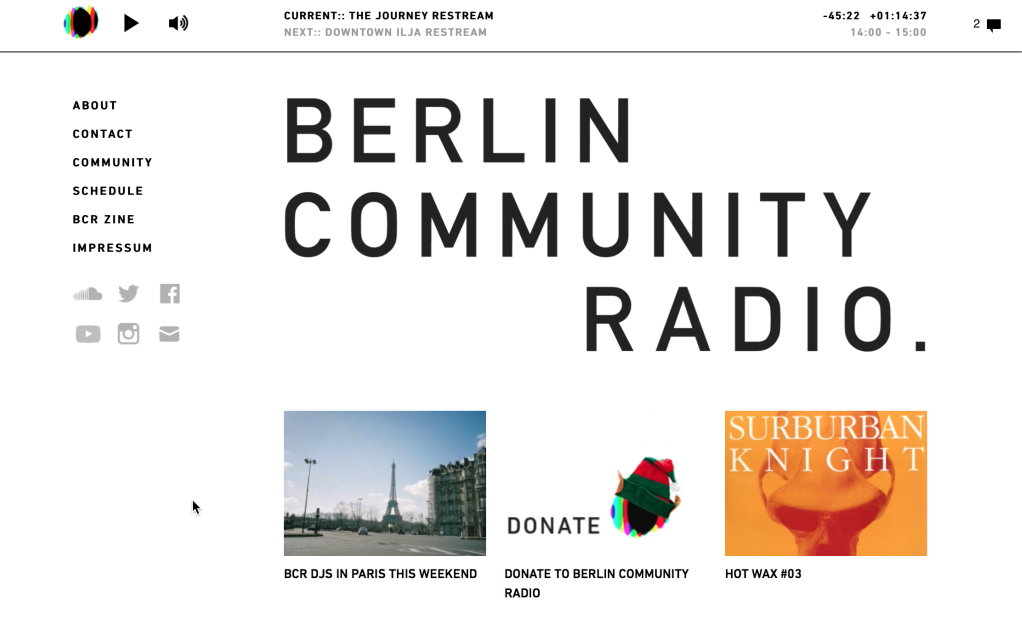 CURRENT:: THE JOURNEY RESTREAM
-45:22 +01:14:37
2
NEXT:: DOWNTOWN ILJA RESTREAM
14:00 - 15:00
ABOUT
CONTACT
COMMUNITY
SCHEDULE
BCR ZINE
IMPRESSUM
BERLIN
COMMUNITY
RADIO.
DONATE
SURBURBAN
KNIGHT
BCR DJS IN PARIS THIS WEEKEND
DONATE TO BERLIN COMMUNITY
RADIO
HOT WAX #03